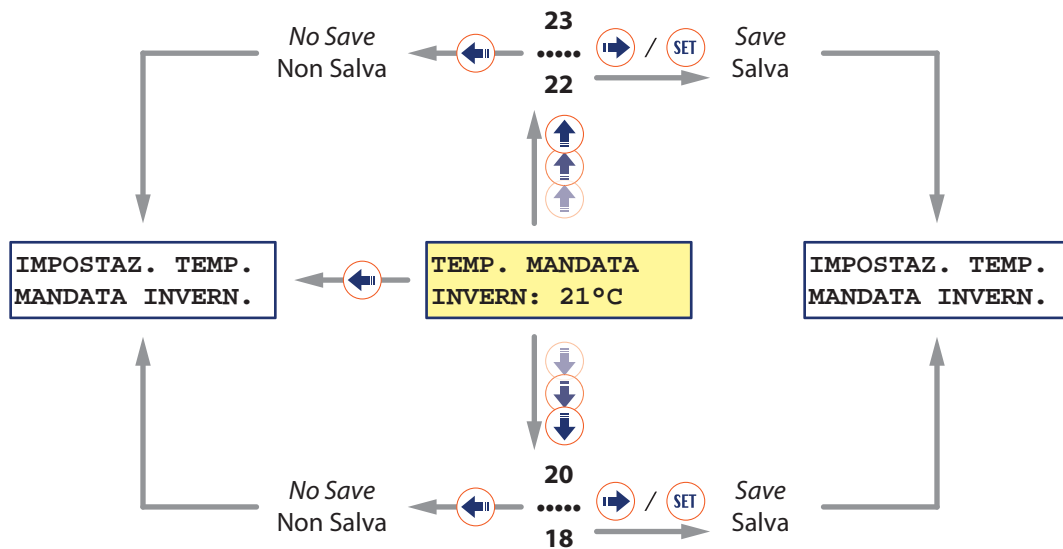 23
•••••
22
No Save
Non Salva
/ SET
Save
Salva
IMPOSTAZ. TEMP.
MANDATA INVERN.
TEMP. MANDATA
INVERN: 21°C
IMPOSTAZ. TEMP.
MANDATA INVERN.
No Save
Non Salva
20
•••••
18
/ SET
Save
Salva